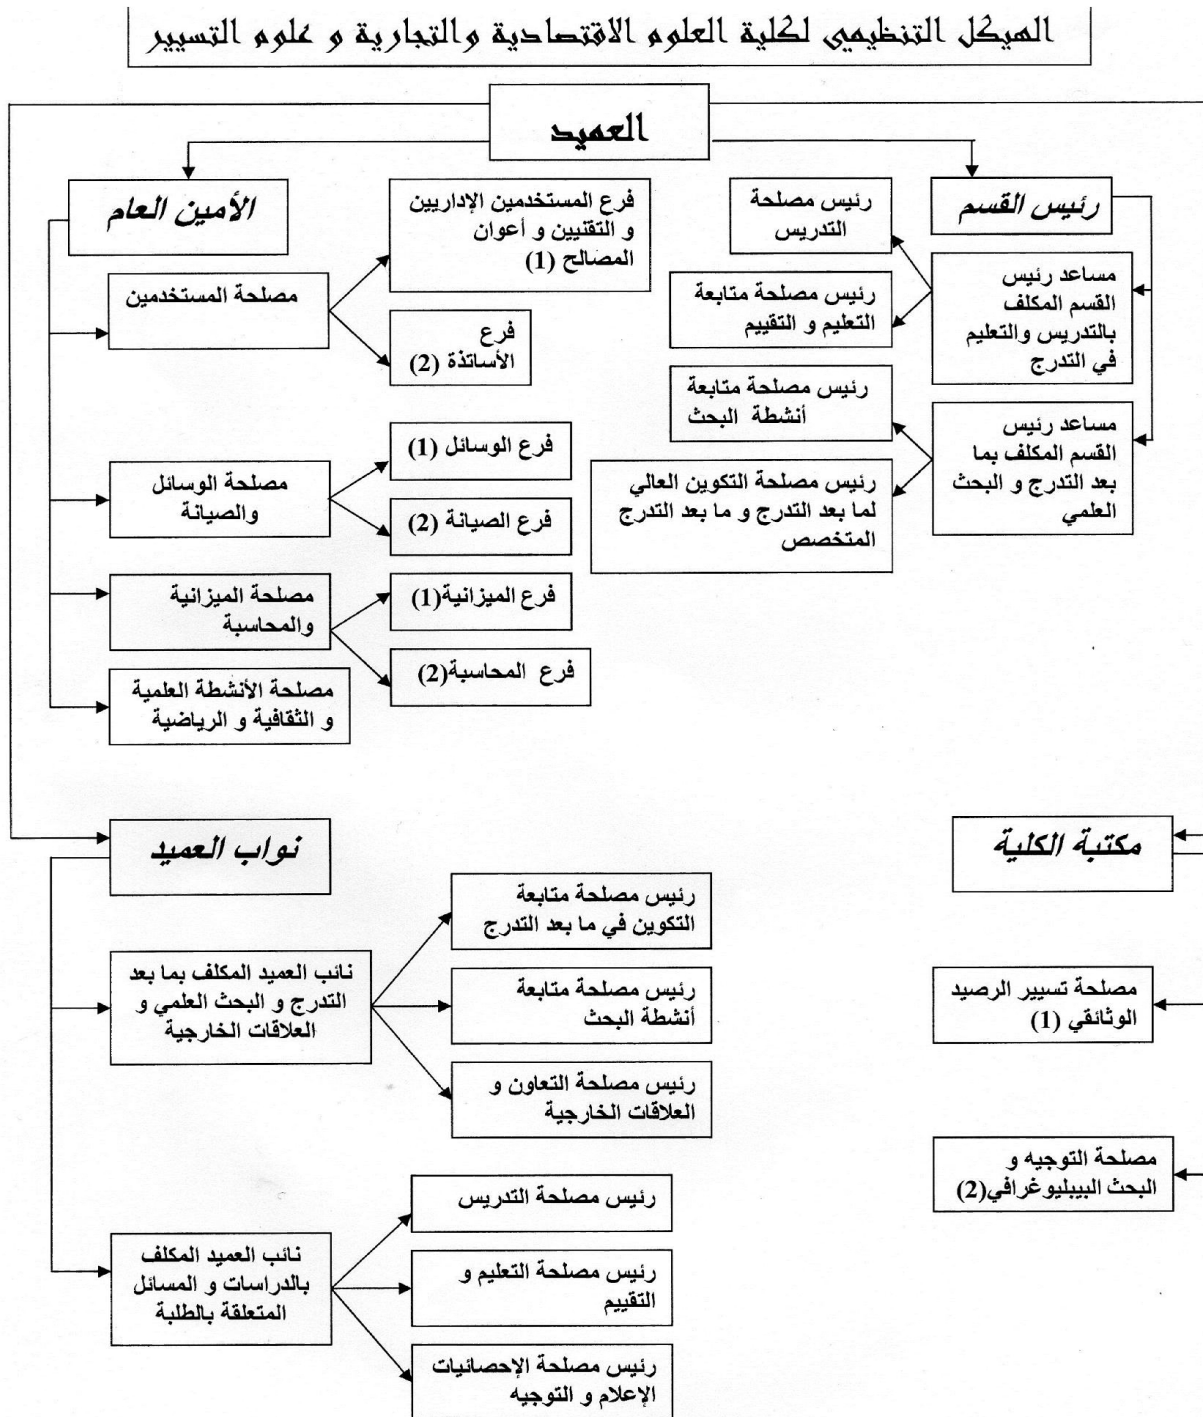 الهيكل التنظيمي لكلية العلوم الاقتصادية والتجارية و علوم التسيير
العميد
رئيس القسم
رئيس مصلحة
التدريس
مساعد رئيس
القسم المكلف
بالتدريس والتعليم
في التدرج
رئيس مصلحة متابعة
التعليم و التقييم
رئيس مصلحة متابعة
أنشطة البحث
مساعد رئيس
القسم المكلف بما
بعد التدرج و البحث
العلمي
رئيس مصلحة التكوين العالي
لما بعد التدرج و ما بعد التدرج
المتخصص
الأمين العام
فرع المستخدمين الإداريين
و التقنيين و أعوان
المصالح (1)
مصلحة المستخدمين
فرع
الأساتذة (2)
فرع الوسائل (1)
مصلحة الوسائل
والصيانة
فرع الصيانة (2)
فرع الميزانية(1)
مصلحة الميزانية
والمحاسبة
فرع المحاسبة(2)
مصلحة الأنشطة العلمية
و الثقافية و الرياضية
مكتبة الكلية
مصلحة تسيير الرصيد
الوثائقي (1)
مصلحة التوجيه و
البحث البيبليوغرافي(2)
نواب العميد
رئيس مصلحة متابعة
التكوين في ما بعد التدرج
نائب العميد المكلف بما بعد
التدرج و البحث العلمي و
العلاقات الخارجية
رئيس مصلحة متابعة
أنشطة البحث
رئيس مصلحة التعاون و
العلاقات الخارجية
رئيس مصلحة التدريس
نائب العميد المكلف
بالدراسات و المسائل
المتعلقة بالطلبة
رئيس مصلحة التعليم و
التقييم
رئيس مصلحة الإحصائيات
الإعلام و التوجيه